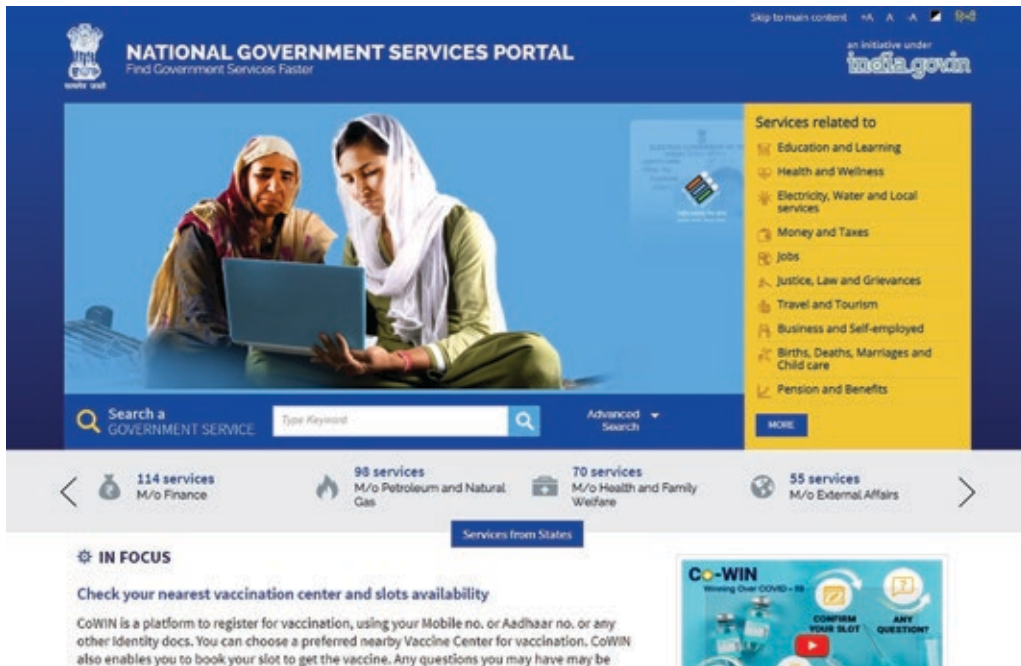 Skip to main content +A A -A हिन्दी
NATIONAL GOVERNMENT SERVICES PORTAL
Find Government Services Faster
सत्यमेव जयते
an initiative under
india.gov.in
Services related to
Education and Learning
Health and Wellness
Electricity, Water and Local
services
Money and Taxes
Jobs
Justice, Law and Grievances
Travel and Tourism
Business and Self-employed
Births, Deaths, Marriages and
Child care
Pension and Benefits
MORE
Search a
GOVERNMENT SERVICE
Type Keyword
Advanced
Search
114 services
M/o Finance
98 services
M/o Petroleum and Natural
Gas
70 services
M/o Health and Family
Welfare
55 services
M/o External Affairs
Services from States
IN FOCUS
Check your nearest vaccination center and slots availability
CoWIN is a platform to register for vaccination, using your Mobile no. or Aadhaar no. or any
other Identity docs. You can choose a preferred nearby Vaccine Center for vaccination. CoWIN
also enables you to book your slot to get the vaccine. Any questions you may have may be
Co-WIN
Winning Over COVID - 19
CONFIRM
YOUR SLOT
ANY
QUESTION?